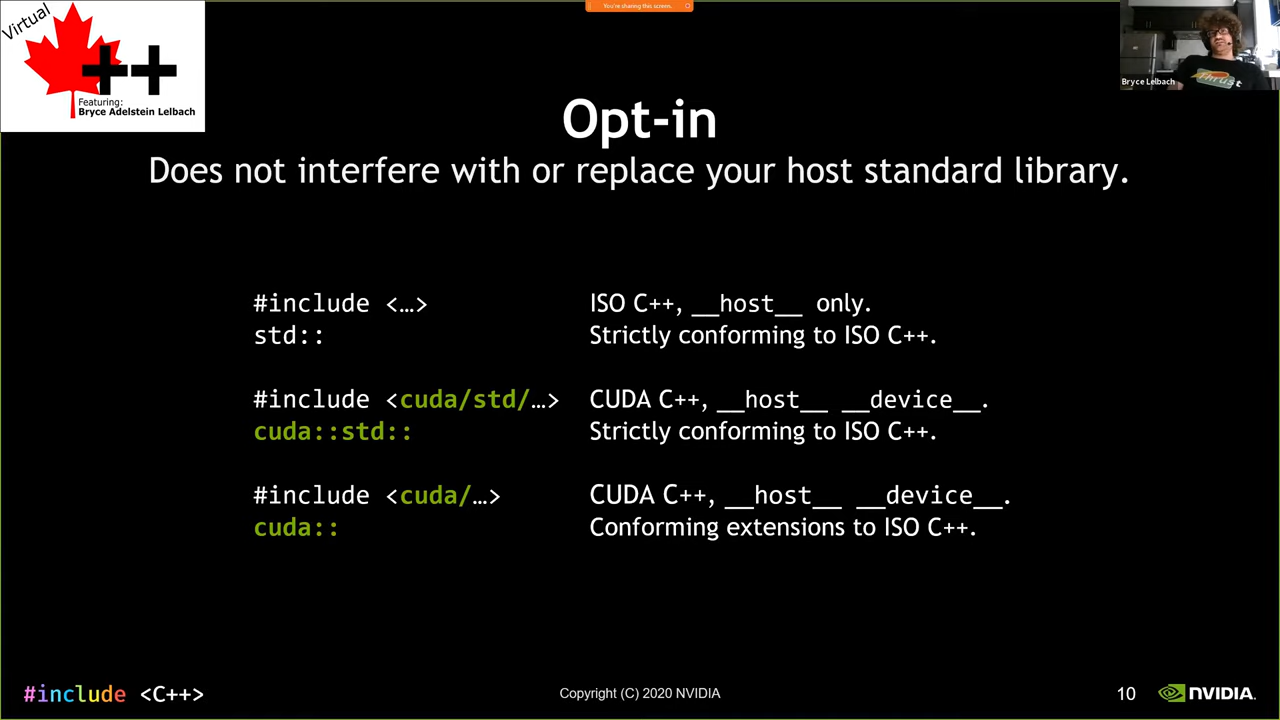 You're sharing this screen.
Virtual
++
Featuring:
Bryce Adelstein Lelbach
Thrust
Bryce Lelbach
Opt-in
Does not interfere with or replace your host standard library.
#include <…> ISO C++, __host__ only.
std:: Strictly conforming to ISO C++.
#include <cuda/std/…> CUDA C++, __host__ __device__.
cuda::std:: Strictly conforming to ISO C++.
#include <cuda/…> CUDA C++, __host__ __device__.
cuda:: Conforming extensions to ISO C++.
#include <C++>
Copyright (C) 2020 NVIDIA
10
NVIDIA.